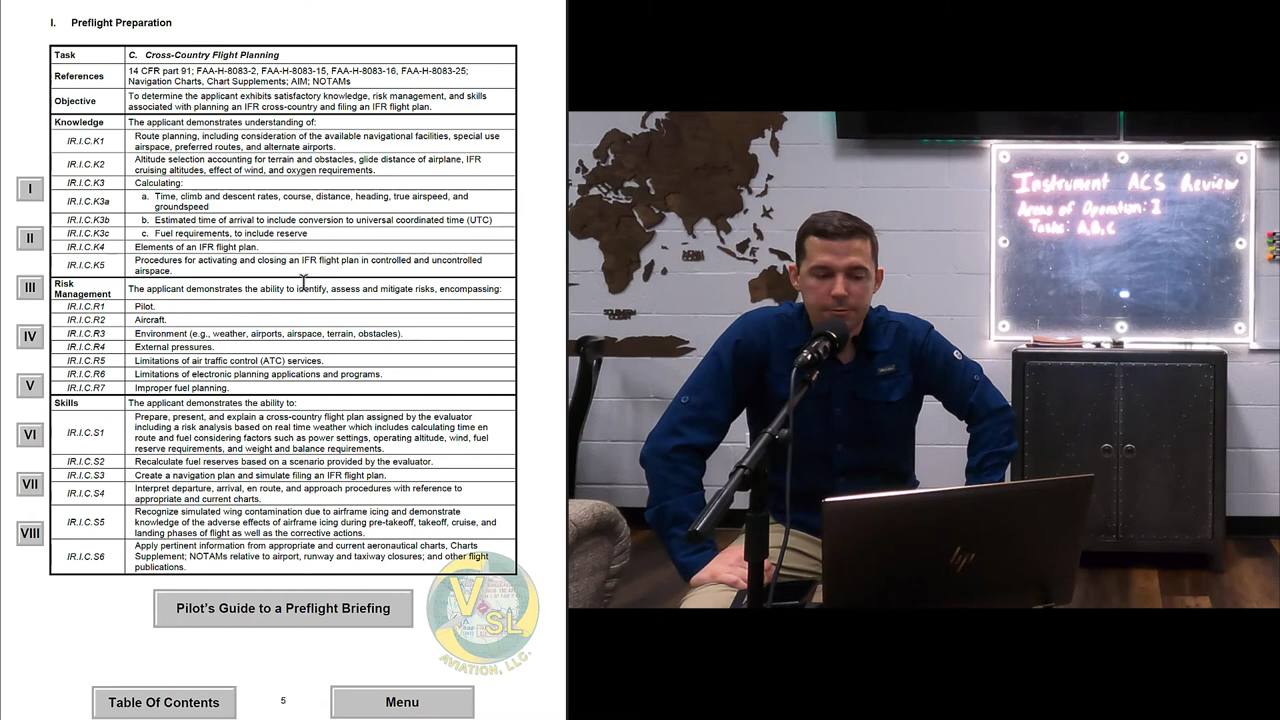 I. Preflight Preparation
Task C. Cross-Country Flight Planning
References 14 CFR part 91; FAA-H-8083-2, FAA-H-8083-15, FAA-H-8083-16, FAA-H-8083-25;
Navigation Charts, Chart Supplements; AIM; NOTAMs
Objective To determine the applicant exhibits satisfactory knowledge, risk management, and skills
associated with planning an IFR cross-country and filing an IFR flight plan.
Knowledge The applicant demonstrates understanding of:
IR.I.C.K1 Route planning, including consideration of the available navigational facilities, special use
airspace, preferred routes, and alternate airports.
IR.I.C.K2 Altitude selection accounting for terrain and obstacles, glide distance of airplane, IFR
cruising altitudes, effect of wind, and oxygen requirements.
IR.I.C.K3 Calculating:
IR.I.C.K3a a. Time, climb and descent rates, course, distance, heading, true airspeed, and
groundspeed
IR.I.C.K3b b. Estimated time of arrival to include conversion to universal coordinated time (UTC)
IR.I.C.K3c c. Fuel requirements, to include reserve
IR.I.C.K4 Elements of an IFR flight plan.
IR.I.C.K5 Procedures for activating and closing an IFR flight plan in controlled and uncontrolled
airspace.
Risk
Management The applicant demonstrates the ability to identify, assess and mitigate risks, encompassing:
IR.I.C.R1 Pilot.
IR.I.C.R2 Aircraft.
IR.I.C.R3 Environment (e.g., weather, airports, airspace, terrain, obstacles).
IR.I.C.R4 External pressures.
IR.I.C.R5 Limitations of air traffic control (ATC) services.
IR.I.C.R6 Limitations of electronic planning applications and programs.
IR.I.C.R7 Improper fuel planning.
Skills The applicant demonstrates the ability to:
IR.I.C.S1 Prepare, present, and explain a cross-country flight plan assigned by the evaluator
including a risk analysis based on real time weather which includes calculating time en
route and fuel considering factors such as power settings, operating altitude, wind, fuel
reserve requirements, and weight and balance requirements.
IR.I.C.S2 Recalculate fuel reserves based on a scenario provided by the evaluator.
IR.I.C.S3 Create a navigation plan and simulate filing an IFR flight plan.
IR.I.C.S4 Interpret departure, arrival, en route, and approach procedures with reference to
appropriate and current charts.
IR.I.C.S5 Recognize simulated wing contamination due to airframe icing and demonstrate
knowledge of the adverse effects of airframe icing during pre-takeoff, takeoff, cruise, and
landing phases of flight as well as the corrective actions.
IR.I.C.S6 Apply pertinent information from appropriate and current aeronautical charts, Charts
Supplement; NOTAMs relative to airport, runway and taxiway closures; and other flight
publications.
I
II
III
IV
V
VI
VII
VIII
Pilot's Guide to a Preflight Briefing
VSL
AVIATION, LLC.
Table Of Contents
5
Menu
Instrument ACS Review
Areas of Operation: I
Tasks: A,B,C
INDIAN
OCEAN
SOUTHERN
OCEAN
hp